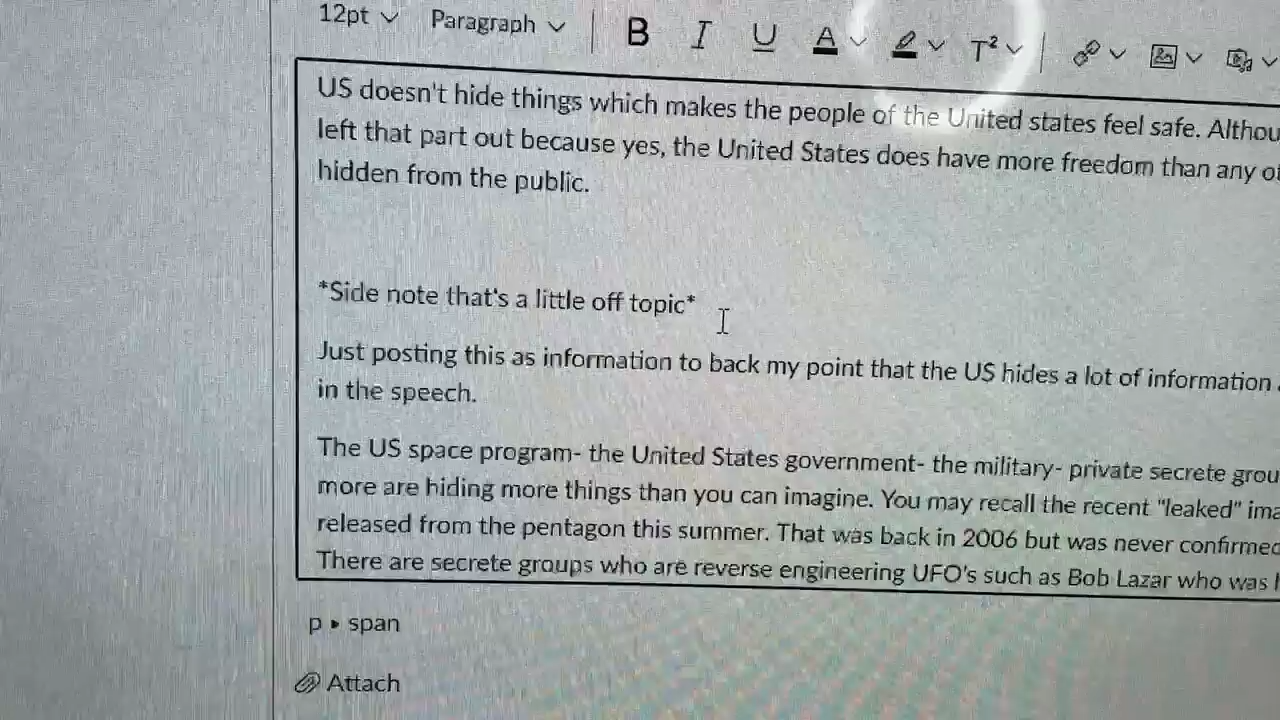 12pt Paragraph B I U A T²
US doesn't hide things which makes the people of the United states feel safe.
left that part out because yes, the United States does have more freedom than any
hidden from the public.
*Side note that's a little off topic*
Just posting this as information to back my point that the US hides a lot of information
in the speech.
The US space program- the United States government- the military- private secrete
more are hiding more things than you can imagine. You may recall the recent "leaked"
released from the pentagon this summer. That was back in 2006 but was never confirmed
There are secrete groups who are reverse engineering UFO's such as Bob Lazar who was
p ▸ span
Attach